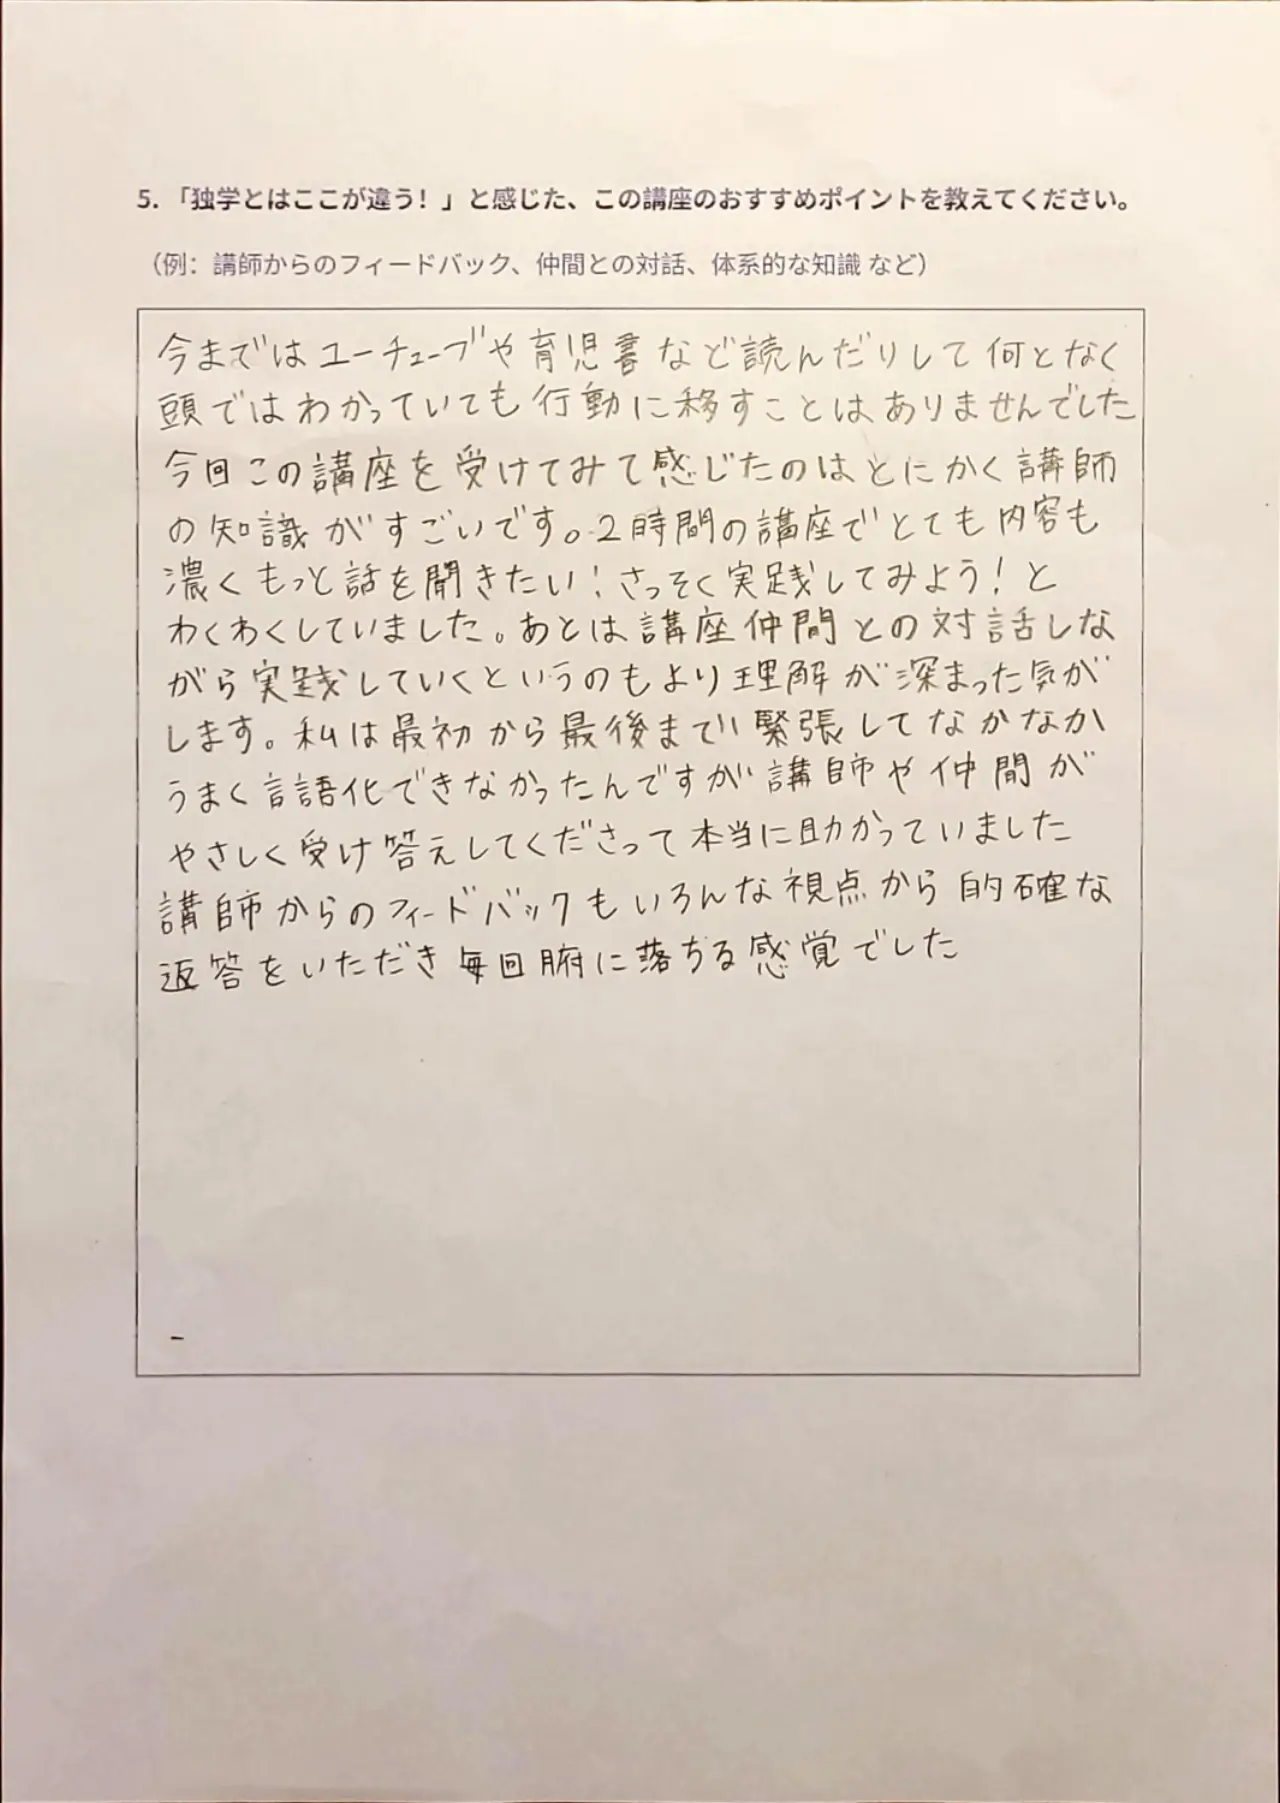 5. 「独学とはここが違う！」と感じた、この講座のおすすめポイントを教えてください。
（例：講師からのフィードバック、仲間との対話、体系的な知識 など）
今まではユーチューブや育児書など読んだりして何となく
頭ではわかっていても行動に移すことはありませんでした
今回この講座を受けてみて感じたのはとにかく講師
の知識がすごいです。2時間の講座でとても内容も
濃くもっと話を聞きたい！さっそく実践してみよう！と
わくわくしていました。あとは講座仲間との対話しな
がら実践していくというのもより理解が深まった気が
します。私は最初から最後まで緊張してなかなか
うまく言語化できなかったんですが講師や仲間が
やさしく受け答えしてくださって本当に助かっていました
講師からのフィードバックもいろんな視点から的確な
返答をいただき毎回腑に落ちる感覚でした